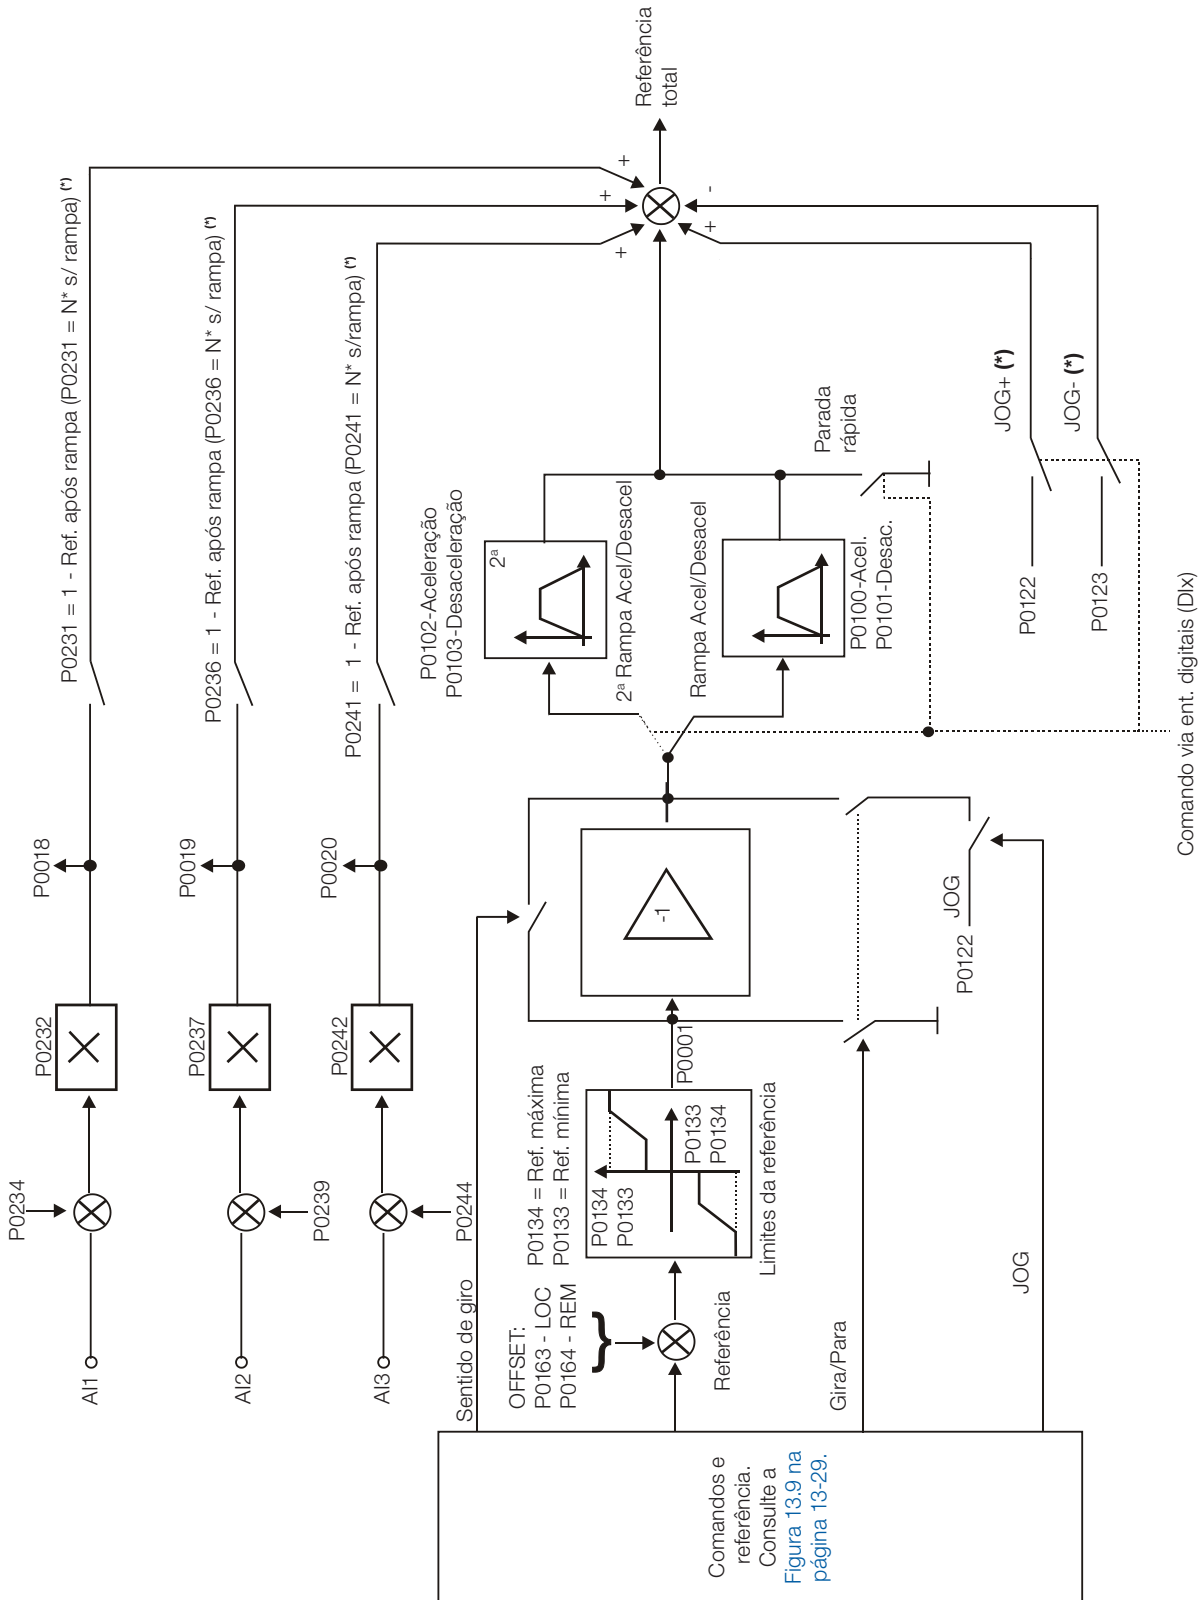 AI1
P0234
P0232
P0018
P0231 = 1 - Ref. após rampa (P0231 = N* s/ rampa) (*)
AI2
P0239
P0237
P0019
P0236 = 1 - Ref. após rampa (P0236 = N* s/ rampa) (*)
AI3
P0244
P0242
P0020
P0241 = 1 - Ref. após rampa (P0241 = N* s/rampa) (*)
+
+
+
+
-
Referência
total
Sentido de giro
OFFSET:
P0163 - LOC
P0164 - REM
}
Referência
P0134 = Ref. máxima
P0133 = Ref. mínima
P0134
P0133
P0133
P0134
Limites da referência
P0001
-1
P0102-Aceleração
P0103-Desaceleração
2ª
2ª Rampa Acel/Desacel
Rampa Acel/Desacel
P0100-Acel.
P0101-Desac.
Parada
rápida
Comandos e
referência.
Consulte a
Figura 13.9 na
página 13-29.
Gira/Para
JOG
P0122
JOG
P0122
JOG+ (*)
P0123
JOG- (*)
Comando via ent. digitais (DIx)